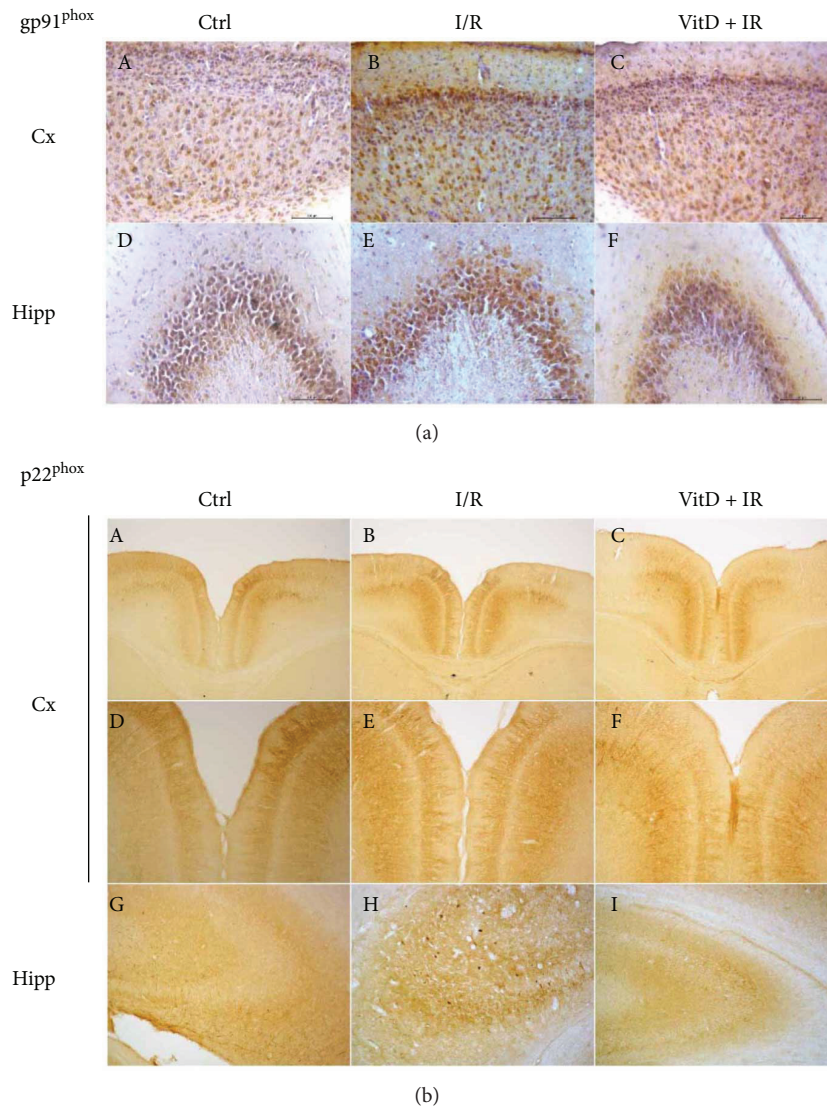 gp91phox
Ctrl I/R VitD + IR
A B C
Cx
D E F
Hipp
(a)
p22phox
Ctrl I/R VitD + IR
A B C
Cx
D E F
G H I
Hipp
(b)